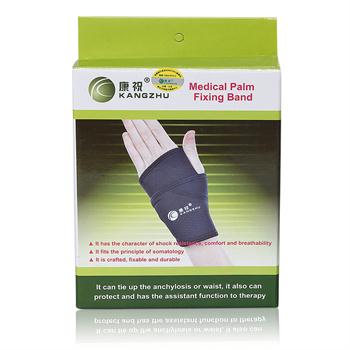 康祝®
KANGZHU
Medical Palm
Fixing Band
康祝
KANGZHU
It has the character of shock resistance, comfort and breathability
It fits the principle of somatology
It is crafted, fixable and durable
It can tie up the anchylosis or waist, it also can
protect and has the assistant function to therapy